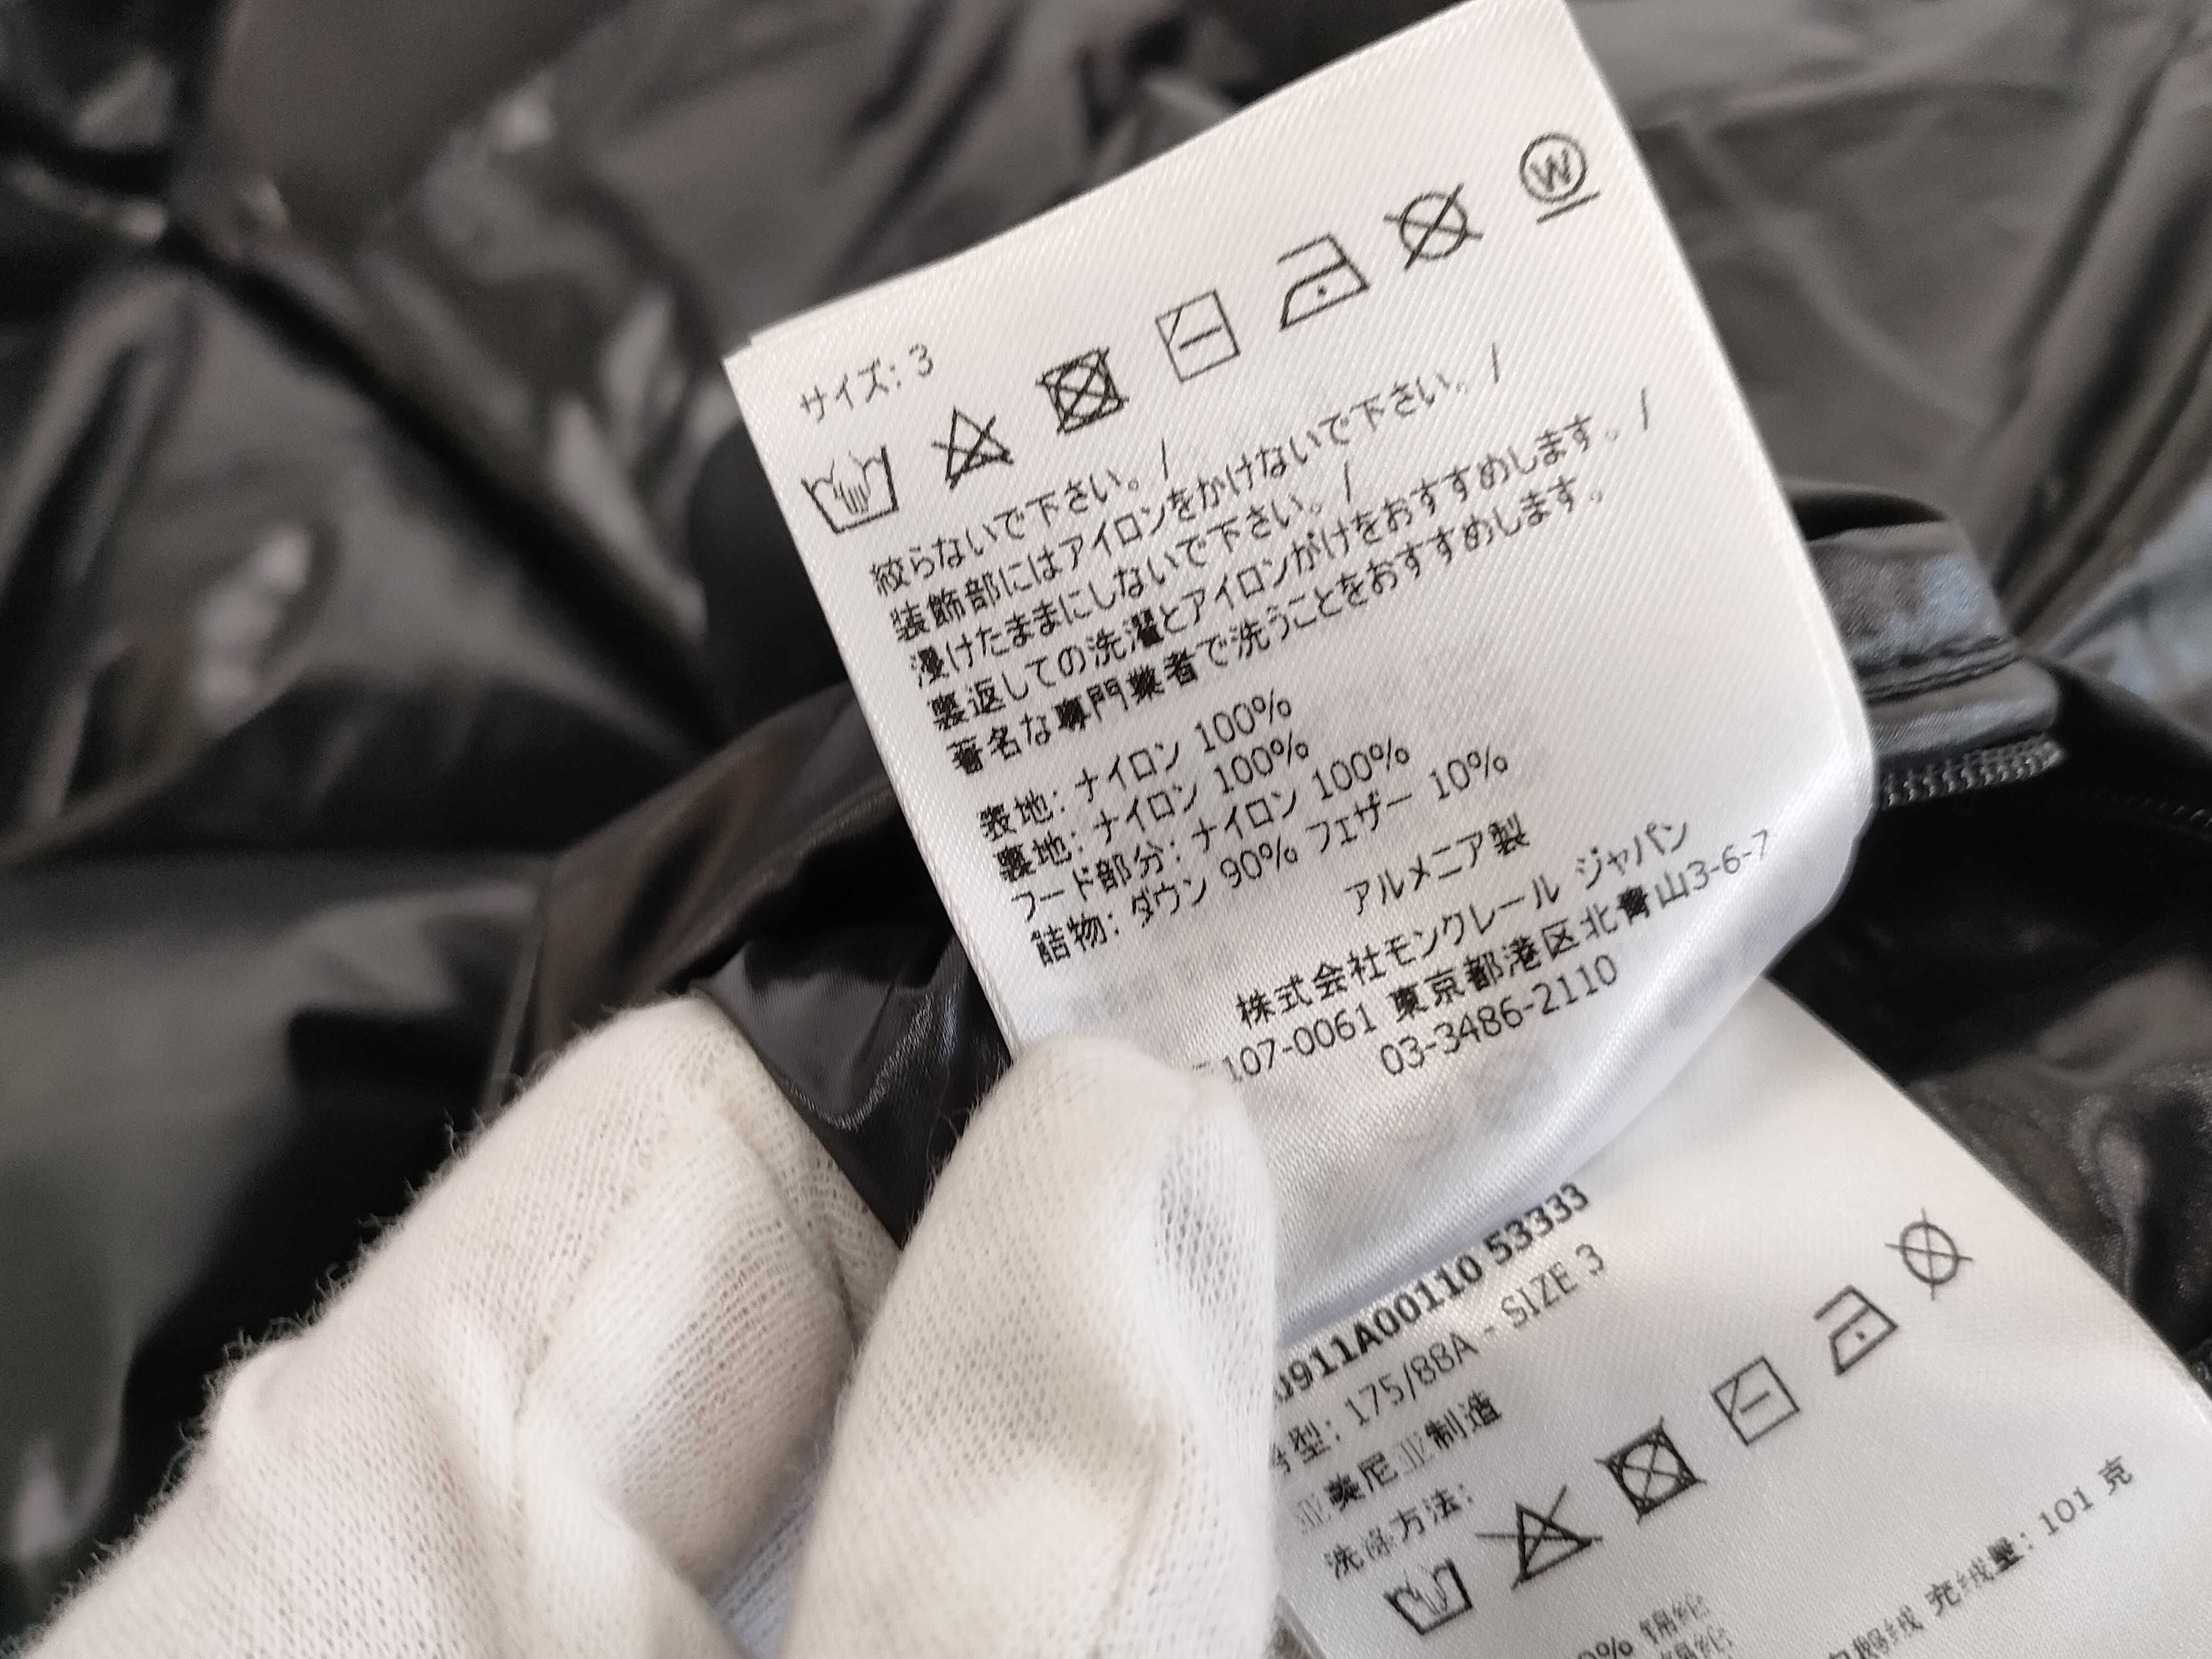 サイズ: 3
W
絞らないで下さい。/
装飾部にはアイロンをかけないで下さい。/
浸けたままにしないで下さい。/
裏返しての洗濯とアイロンがけをおすすめします。/
著名な専門業者で洗うことをおすすめします。
表地: ナイロン 100%
裏地: ナイロン 100%
フード部分: ナイロン 100%
詰物: ダウン 90% フェザー 10%
アルメニア製
株式会社モンクレール ジャパン
107-0061 東京都港区北青山3-6-7
03-3486-2110
0911A00110 53333
型: 175/88A - SIZE 3
亚美尼亚制造
洗涤方法:
充绒量: 101 克